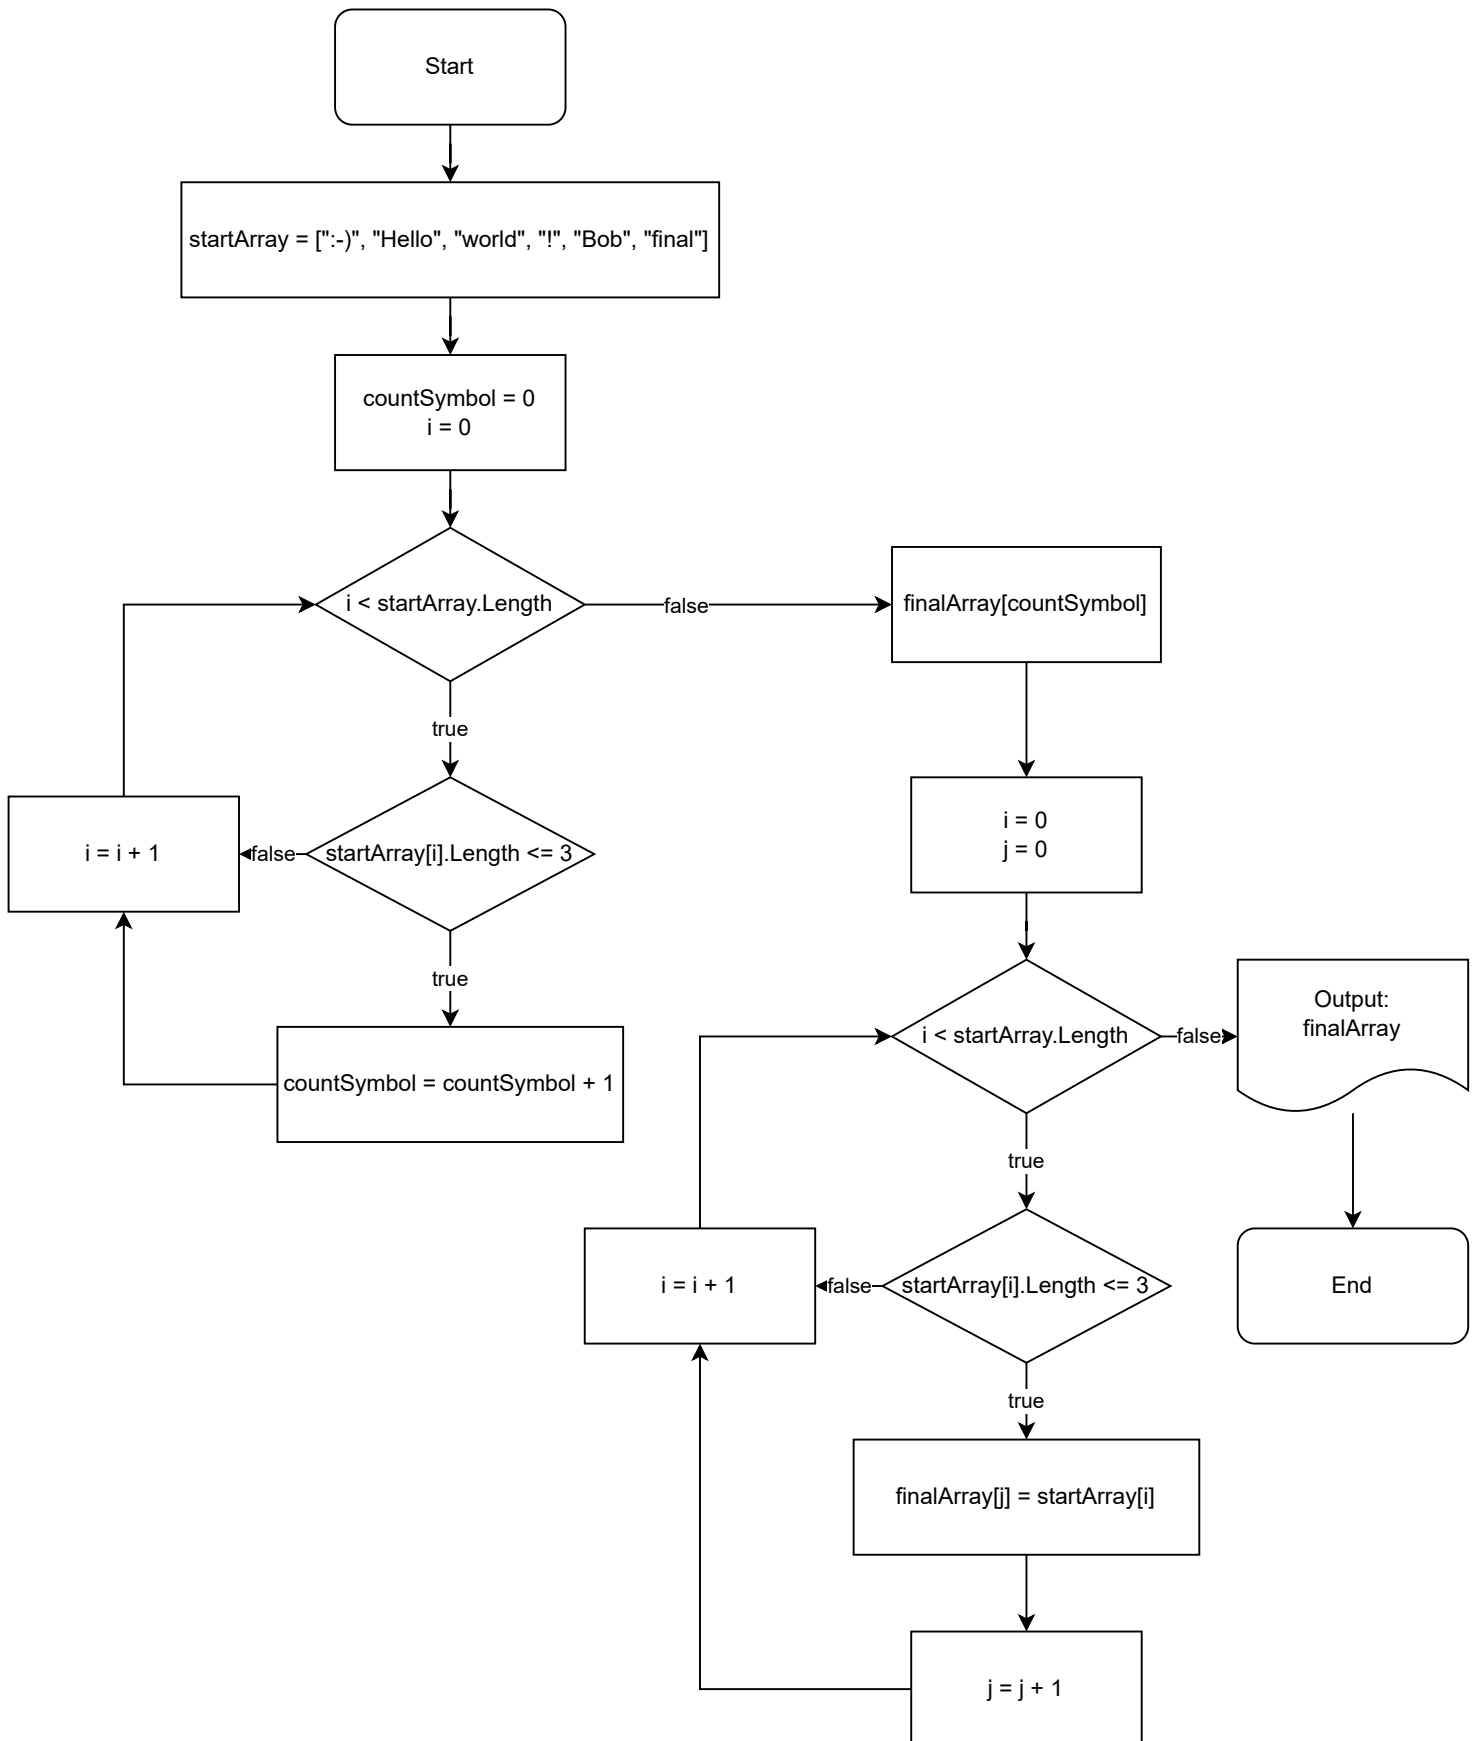 Start
startArray = [":-)", "Hello", "world", "!", "Bob", "final"]
countSymbol = 0
i = 0
i < startArray.Length
false
finalArray[countSymbol]
true
i = 0
j = 0
i = i + 1
false
startArray[i].Length <= 3
true
countSymbol = countSymbol + 1
i < startArray.Length
false
Output:
finalArray
true
i = i + 1
false
startArray[i].Length <= 3
End
true
finalArray[j] = startArray[i]
j = j + 1